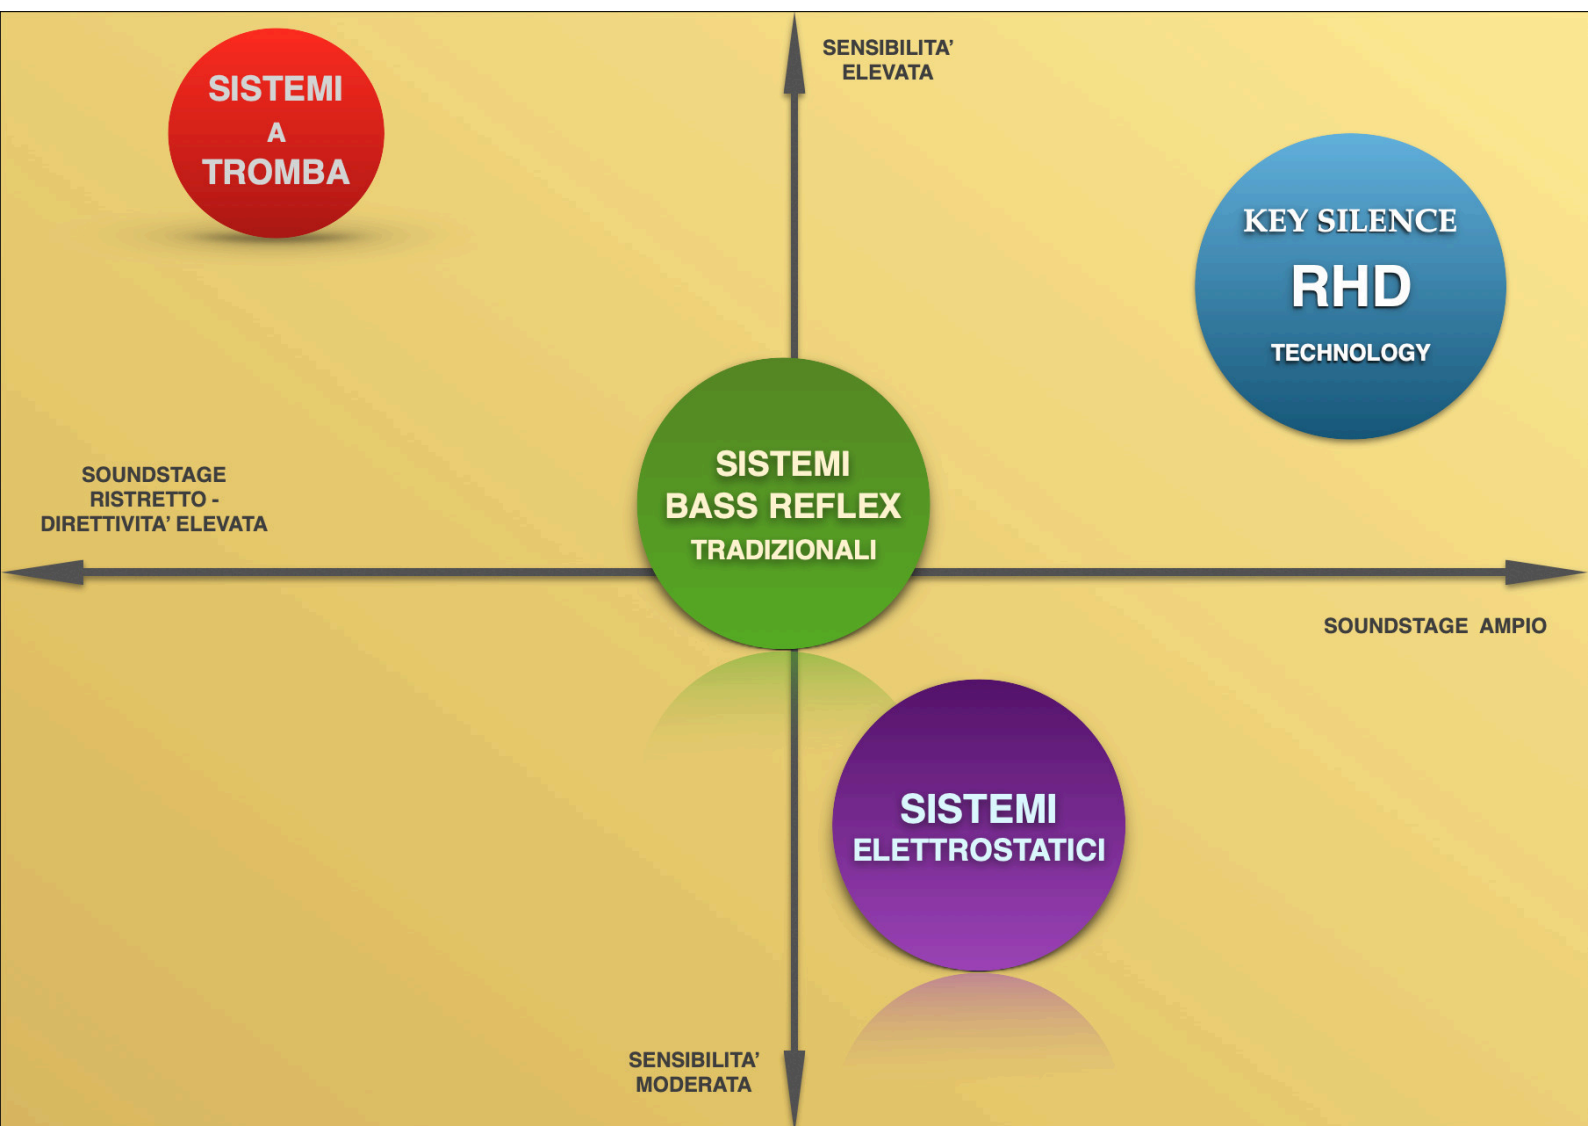 SENSIBILITA'
ELEVATA
SISTEMI
A
TROMBA
KEY SILENCE
RHD
TECHNOLOGY
SISTEMI
BASS REFLEX
TRADIZIONALI
SOUNDSTAGE
RISTRETTO -
DIRETTIVITA' ELEVATA
SOUNDSTAGE AMPIO
SISTEMI
ELETTROSTATICI
SENSIBILITA'
MODERATA